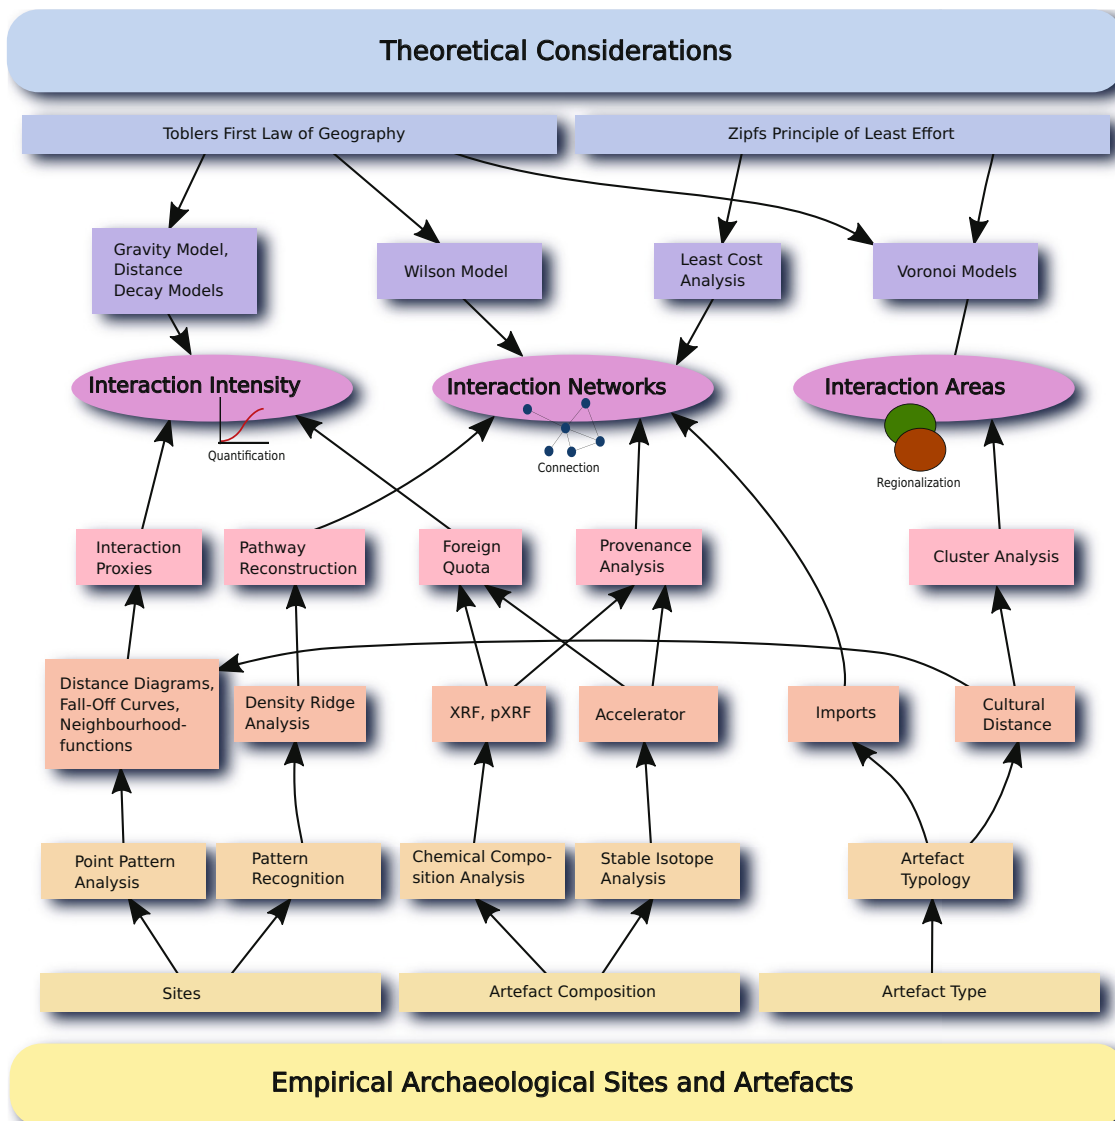 Theoretical Considerations
Toblers First Law of Geography
Zipfs Principle of Least Effort
Gravity Model,
Distance
Decay Models
Wilson Model
Least Cost
Analysis
Voronoi Models
Interaction Intensity
Quantification
Interaction Networks
Connection
Interaction Areas
Regionalization
Interaction
Proxies
Pathway
Reconstruction
Foreign
Quota
Provenance
Analysis
Cluster Analysis
Distance Diagrams,
Fall-Off Curves,
Neighbourhood-
functions
Density Ridge
Analysis
XRF, pXRF
Accelerator
Imports
Cultural
Distance
Point Pattern
Analysis
Pattern
Recognition
Chemical Compo-
sition Analysis
Stable Isotope
Analysis
Artefact
Typology
Sites
Artefact Composition
Artefact Type
Empirical Archaeological Sites and Artefacts